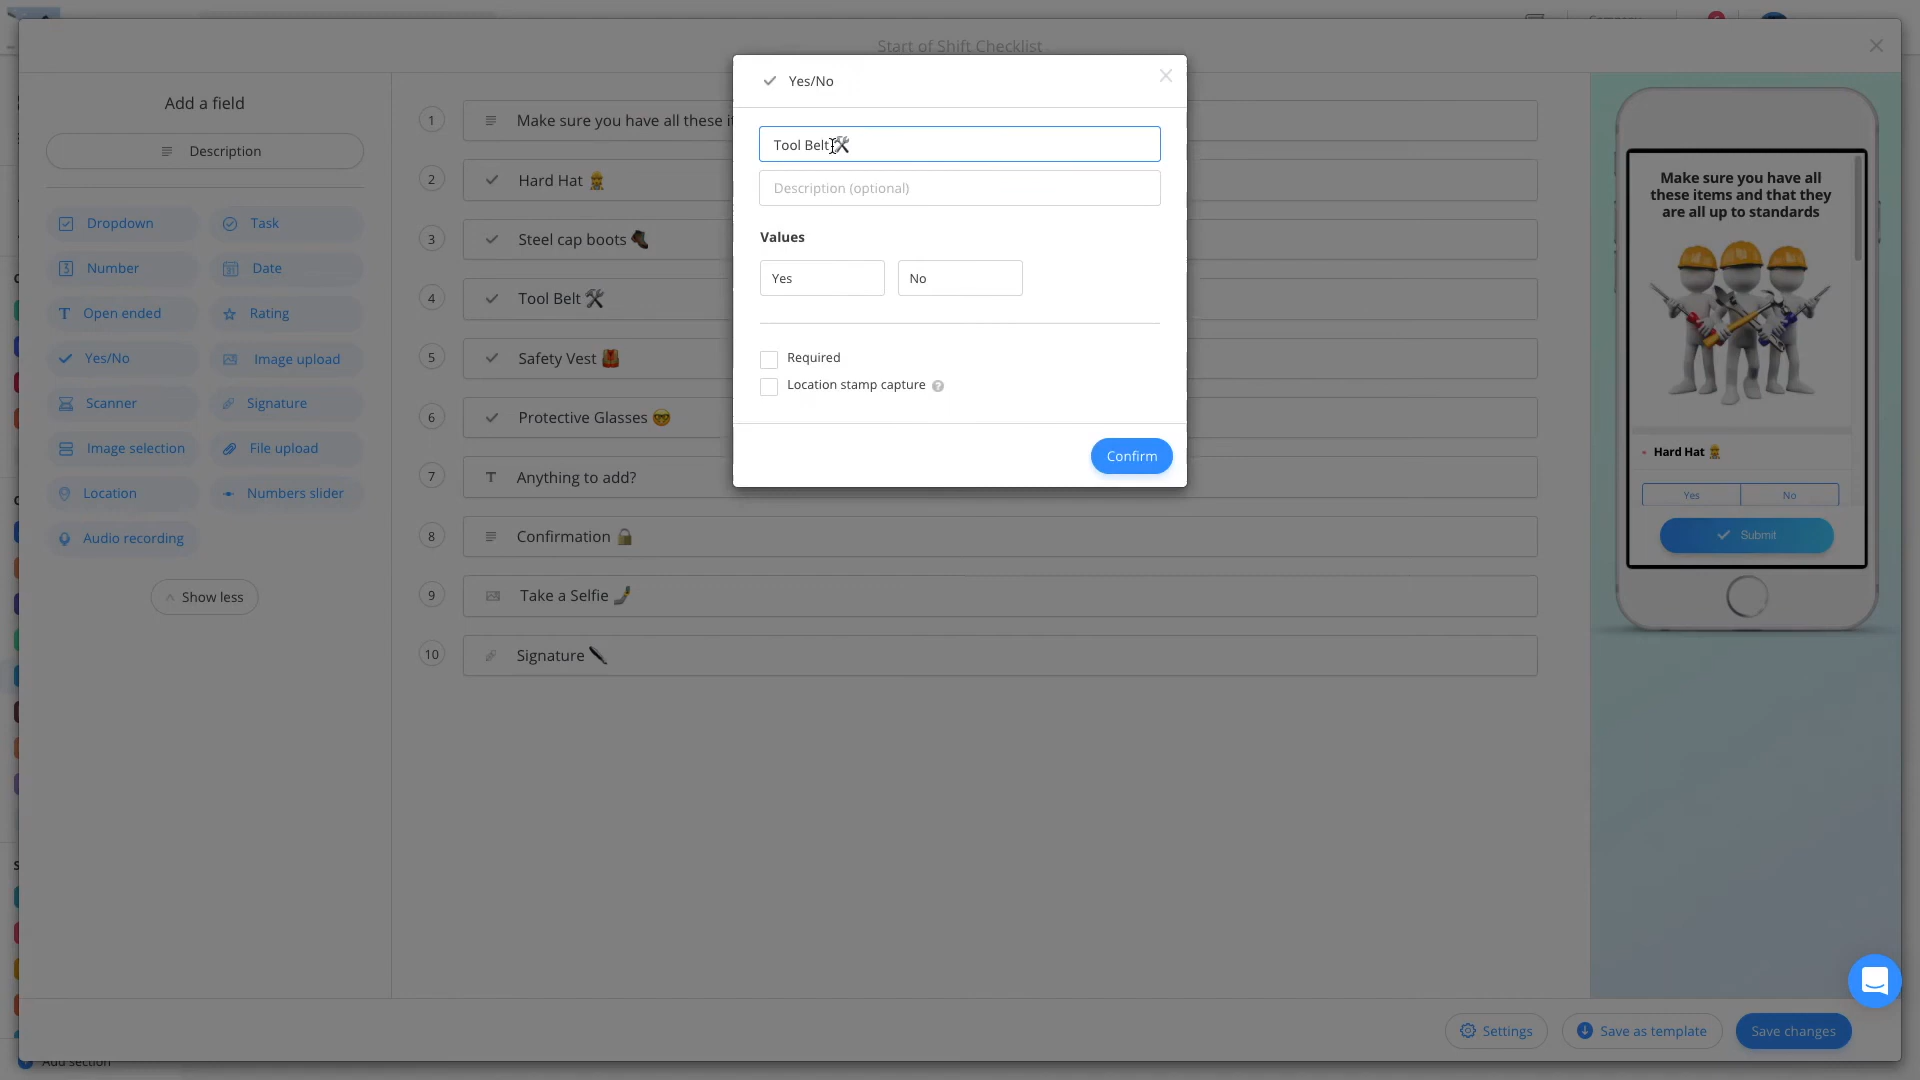 Start of Shift Checklist
Add a field
Description
Dropdown
Task
Number
Date
Open ended
Rating
Yes/No
Image upload
Scanner
Signature
Image selection
File upload
Location
Numbers slider
Audio recording
Show less
1
Make sure you have all these i
2
Hard Hat 👷
3
Steel cap boots 🥾
4
Tool Belt 🛠
5
Safety Vest 🦺
6
Protective Glasses 🤓
7
Anything to add?
8
Confirmation 🔒
9
Take a Selfie 🤳
10
Signature ✒
Yes/No
Tool Belt 🛠
Description (optional)
Values
Yes
No
Required
Location stamp capture ?
Confirm
Make sure you have all
these items and that they
are all up to standards
Hard Hat 👷
Yes
No
Submit
Settings
Save as template
Save changes
Add section